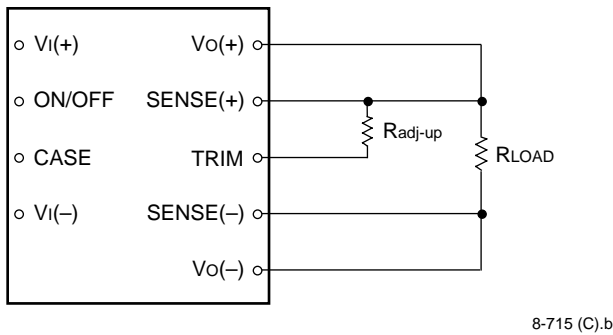 VI(+) VO(+)
ON/OFF SENSE(+)
Radj-up
CASE TRIM RLOAD
VI(–) SENSE(–)
VO(–)
8-715 (C).b